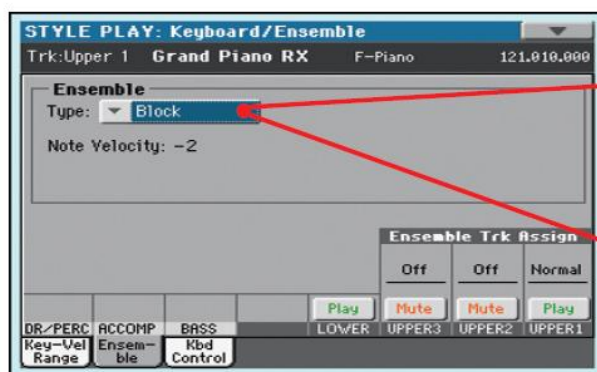 STYLE PLAY: Keyboard/Ensemble
Trk:Upper 1 Grand Piano RX F-Piano 121.010.000
Ensemble
Type: Block
Note Velocity: -2
Ensemble Trk Assign
Off Off Normal
Play Mute Mute Play
DR/PERC ACCOMP BASS LOWER UPPER3 UPPER2 UPPER1
Key-Vel Ensem- Kbd
Range ble Control